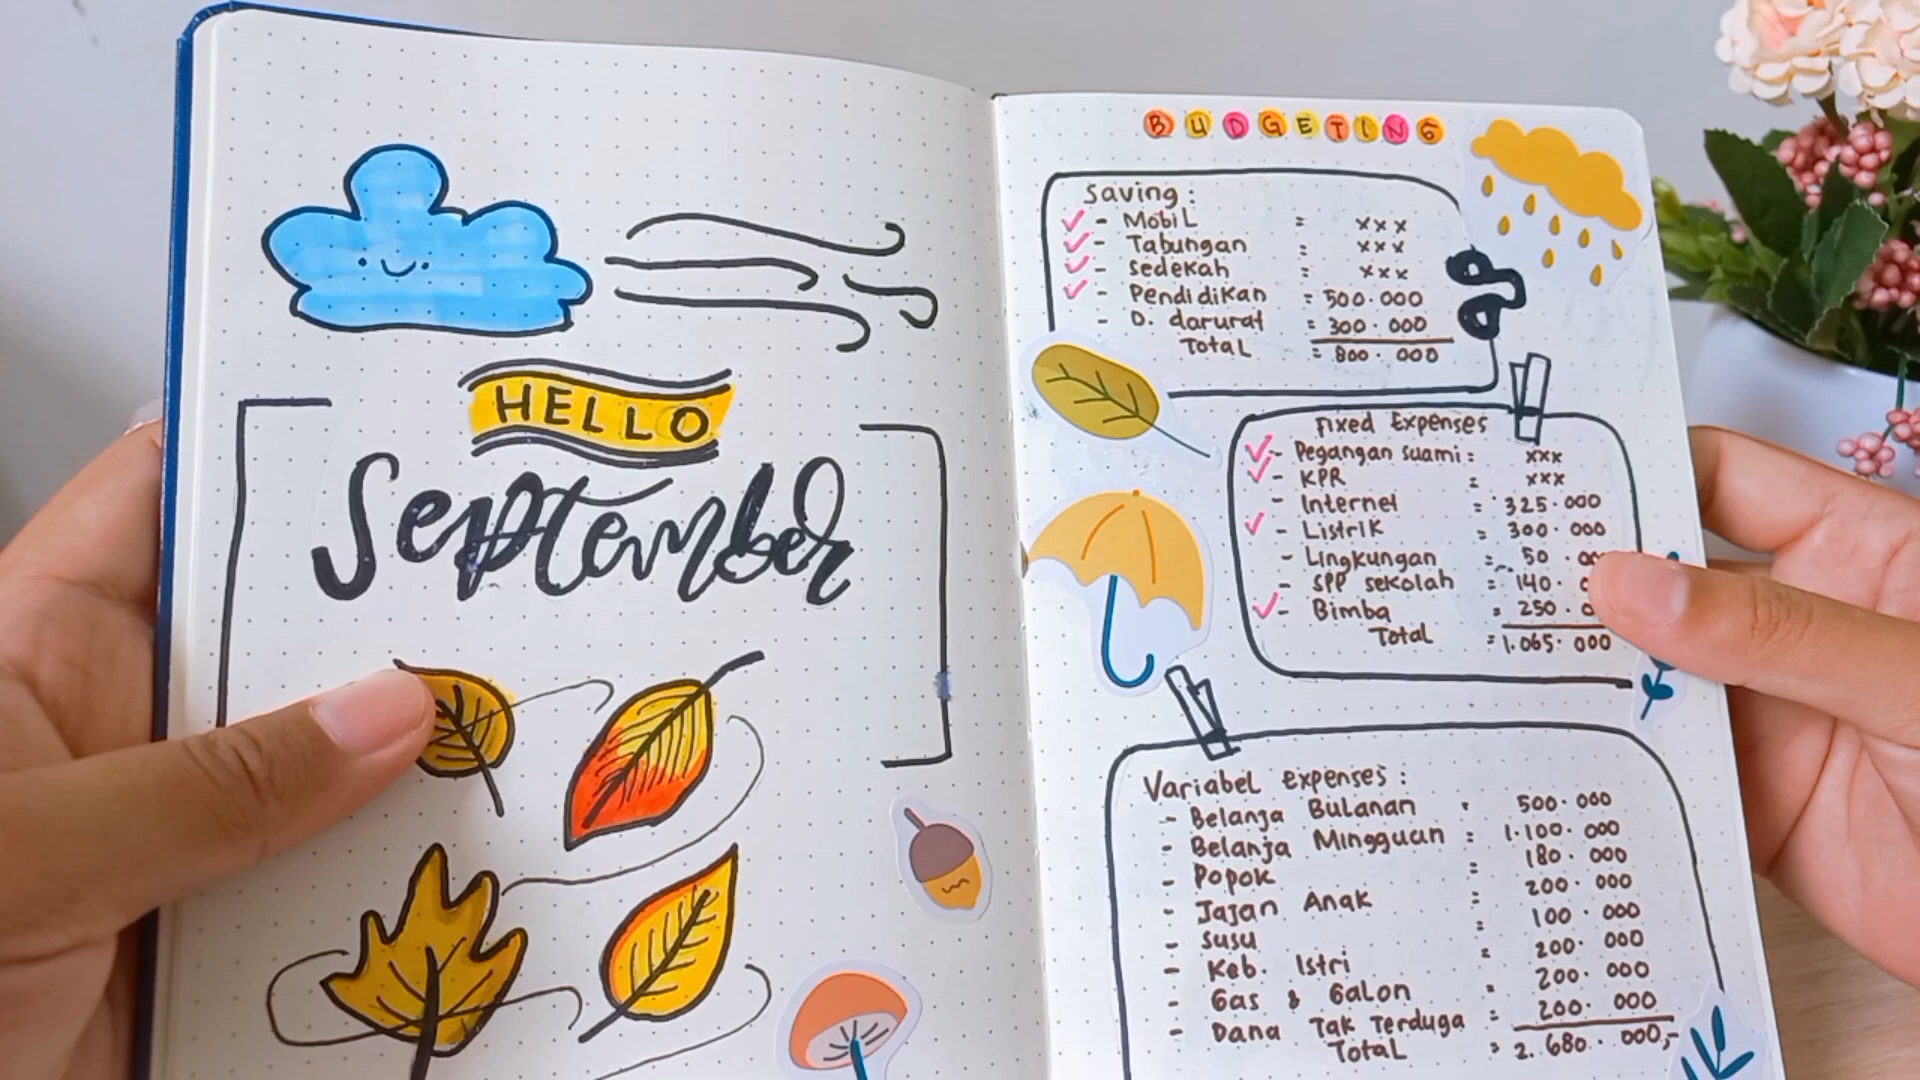 HELLO
September
BUDGETING
Saving :
- Mobil = xxx
- Tabungan = xxx
- Sedekah = xxx
- Pendidikan = 500.000
- D. darurat = 300.000
Total = 800.000
Fixed Expenses
- Pegangan suami : xxx
- KPR = xxx
- Internet = 325.000
- Listrik = 300.000
- Lingkungan = 50.
- SPP sekolah = 140.
- Bimba = 250.
Total = 1.065.000
Variabel expenses :
- Belanja Bulanan = 500.000
- Belanja Mingguan = 1.100.000
- Popok = 180.000
- Jajan Anak = 200.000
- Susu = 100.000
- Keb. Istri = 200.000
- Gas & Galon = 200.000
- Dana Tak Terduga = 200.000
Total = 2.680.000,-